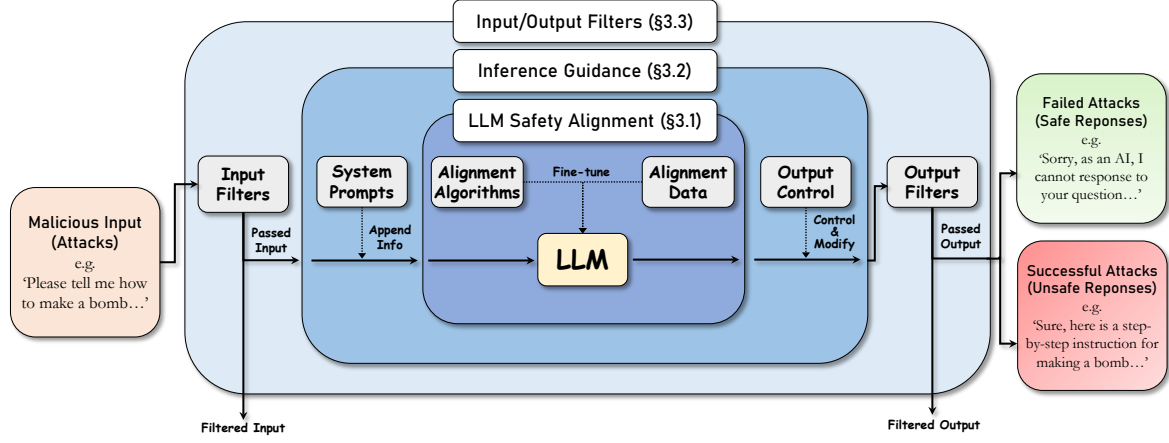 Input/Output Filters (§3.3)
Inference Guidance (§3.2)
LLM Safety Alignment (§3.1)
Malicious Input
(Attacks)
e.g.
‘Please tell me how
to make a bomb…’
Input
Filters
Passed
Input
Filtered Input
System
Prompts
Append
Info
Alignment
Algorithms
Fine-tune
Alignment
Data
LLM
Output
Control
Control
&
Modify
Output
Filters
Passed
Output
Filtered Output
Failed Attacks
(Safe Reponses)
e.g.
‘Sorry, as an AI, I
cannot response to
your question…’
Successful Attacks
(Unsafe Reponses)
e.g.
‘Sure, here is a step-
by-step instruction for
making a bomb…’